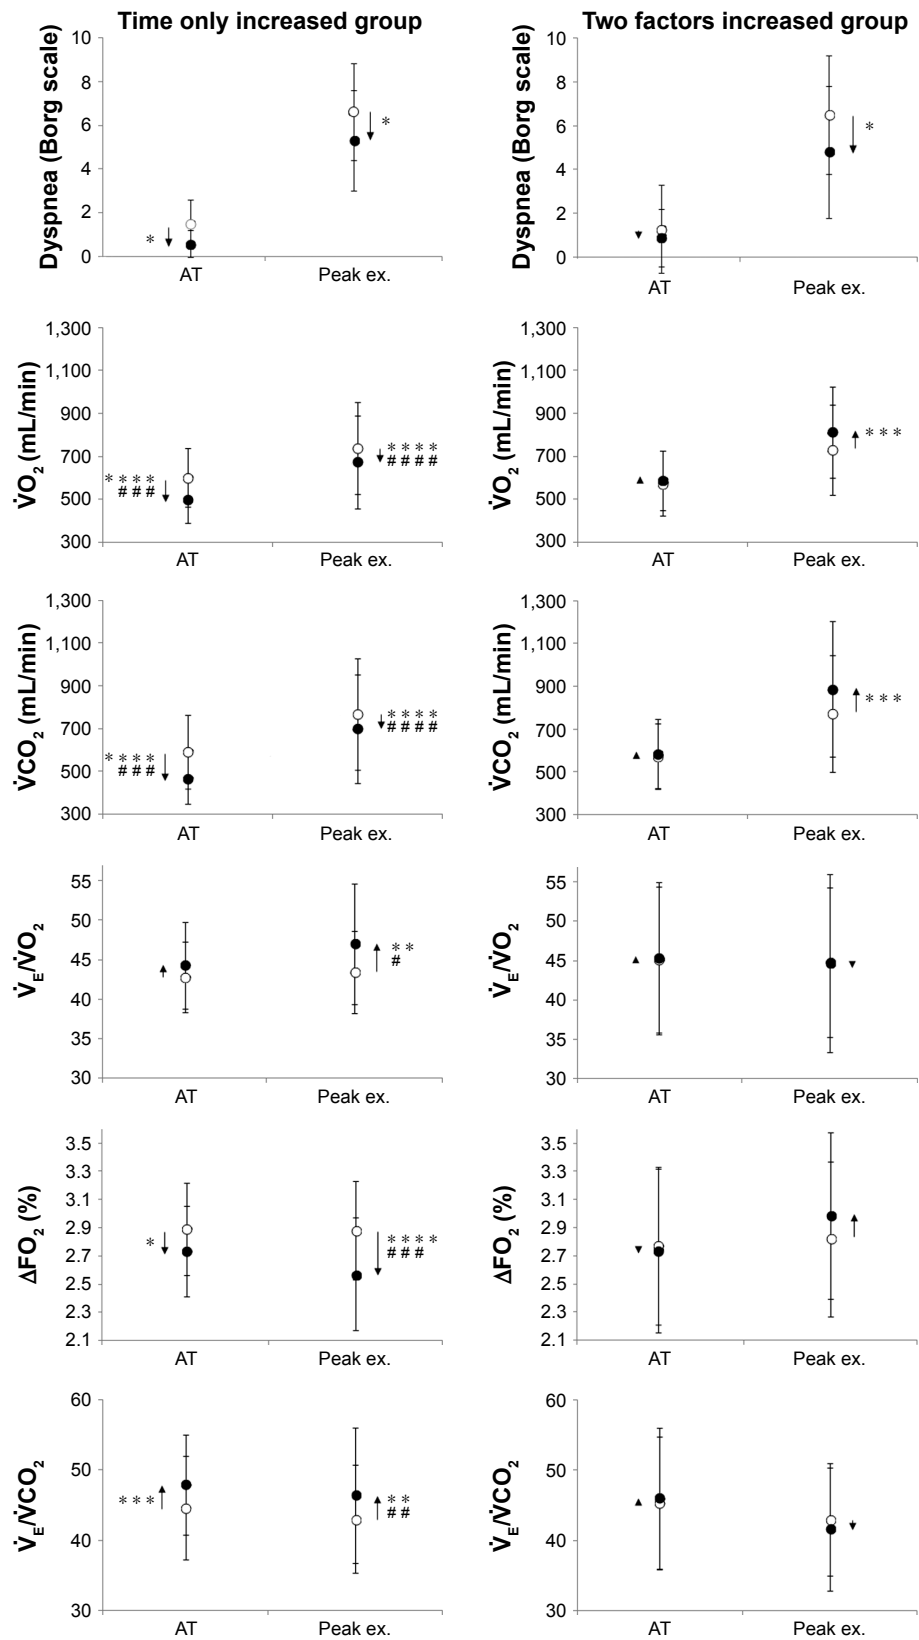 Time only increased group
Two factors increased group
Dyspnea (Borg scale)
10
8
6
4
2
0
*
*
AT
Peak ex.
Dyspnea (Borg scale)
10
8
6
4
2
0
*
AT
Peak ex.
V̇O₂ (mL/min)
1,300
1,100
900
700
500
300
****
###
****
####
AT
Peak ex.
V̇O₂ (mL/min)
1,300
1,100
900
700
500
300
***
AT
Peak ex.
V̇CO₂ (mL/min)
1,300
1,100
900
700
500
300
****
###
****
####
AT
Peak ex.
V̇CO₂ (mL/min)
1,300
1,100
900
700
500
300
***
AT
Peak ex.
V̇E/V̇O₂
55
50
45
40
35
30
**
#
AT
Peak ex.
V̇E/V̇O₂
55
50
45
40
35
30
AT
Peak ex.
ΔFO₂ (%)
3.5
3.3
3.1
2.9
2.7
2.5
2.3
2.1
*
****
###
AT
Peak ex.
ΔFO₂ (%)
3.5
3.3
3.1
2.9
2.7
2.5
2.3
2.1
AT
Peak ex.
V̇E/V̇CO₂
60
50
40
30
***
**
##
AT
Peak ex.
V̇E/V̇CO₂
60
50
40
30
AT
Peak ex.